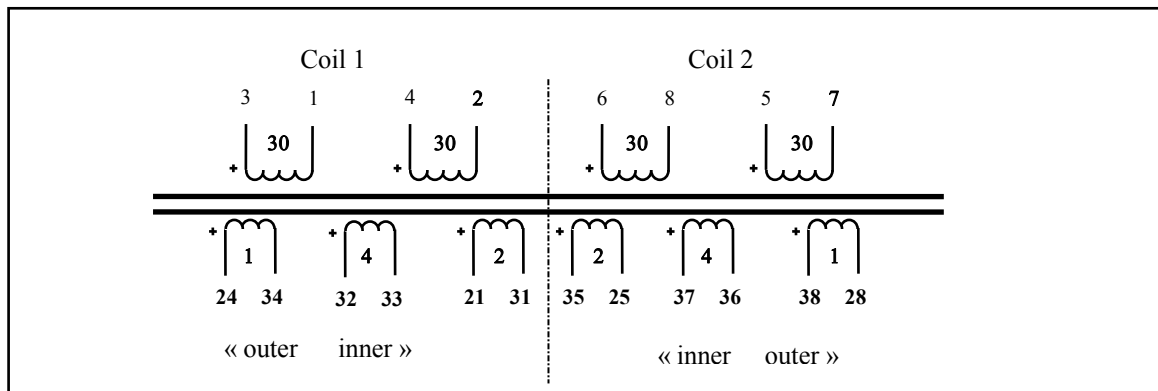 Coil 1 Coil 2
3 1 4 2 6 8 5 7
30 30 30 30
+ + + +
+ + + + + +
1 4 2 2 4 1
24 34 32 33 21 31 35 25 37 36 38 28
« outer inner » « inner outer »